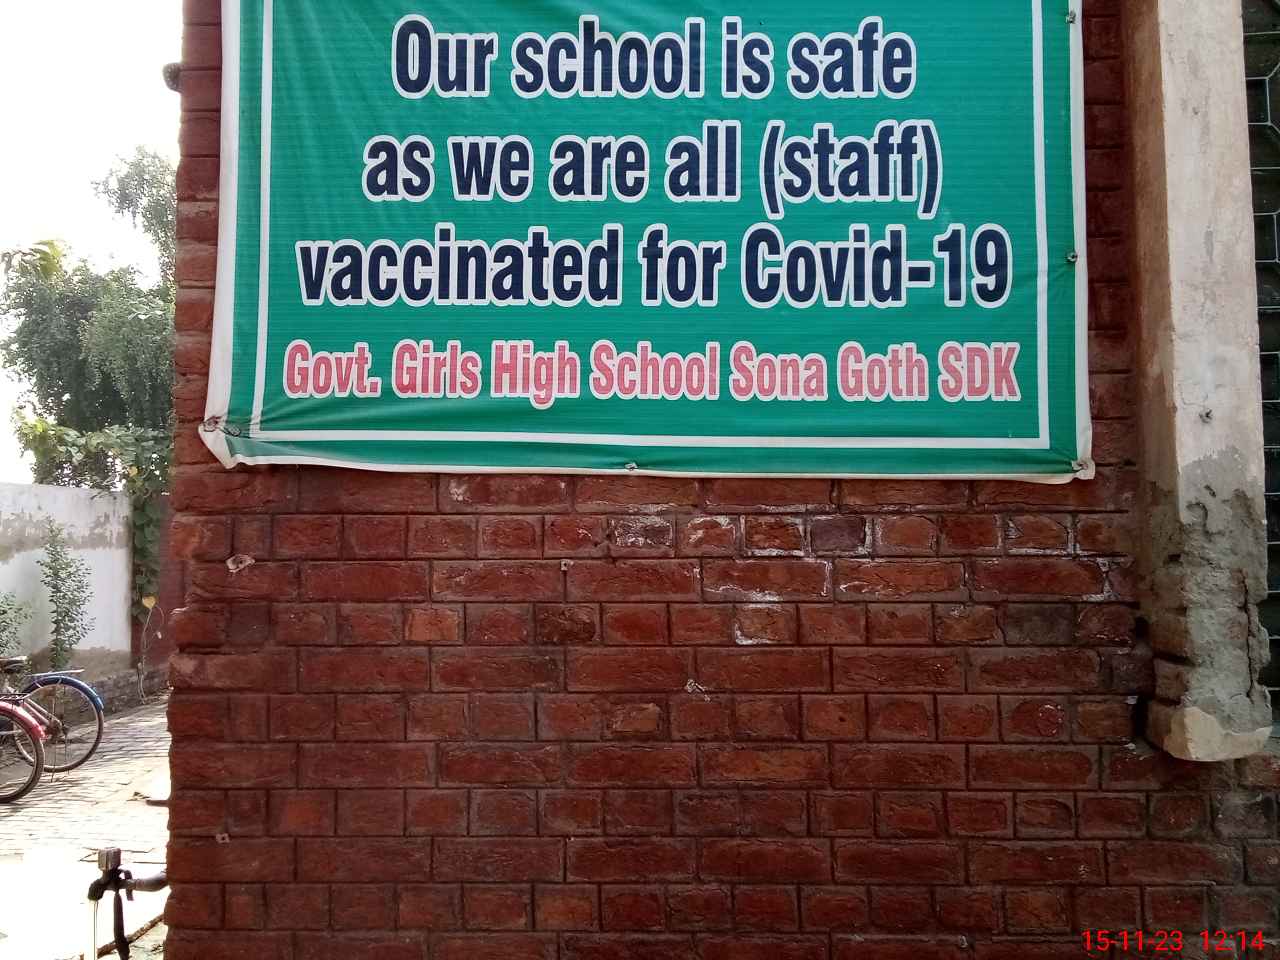 Our school is safe
as we are all (staff)
vaccinated for Covid-19
Govt. Girls High School Sona Goth SDK
15-11-23 12:14